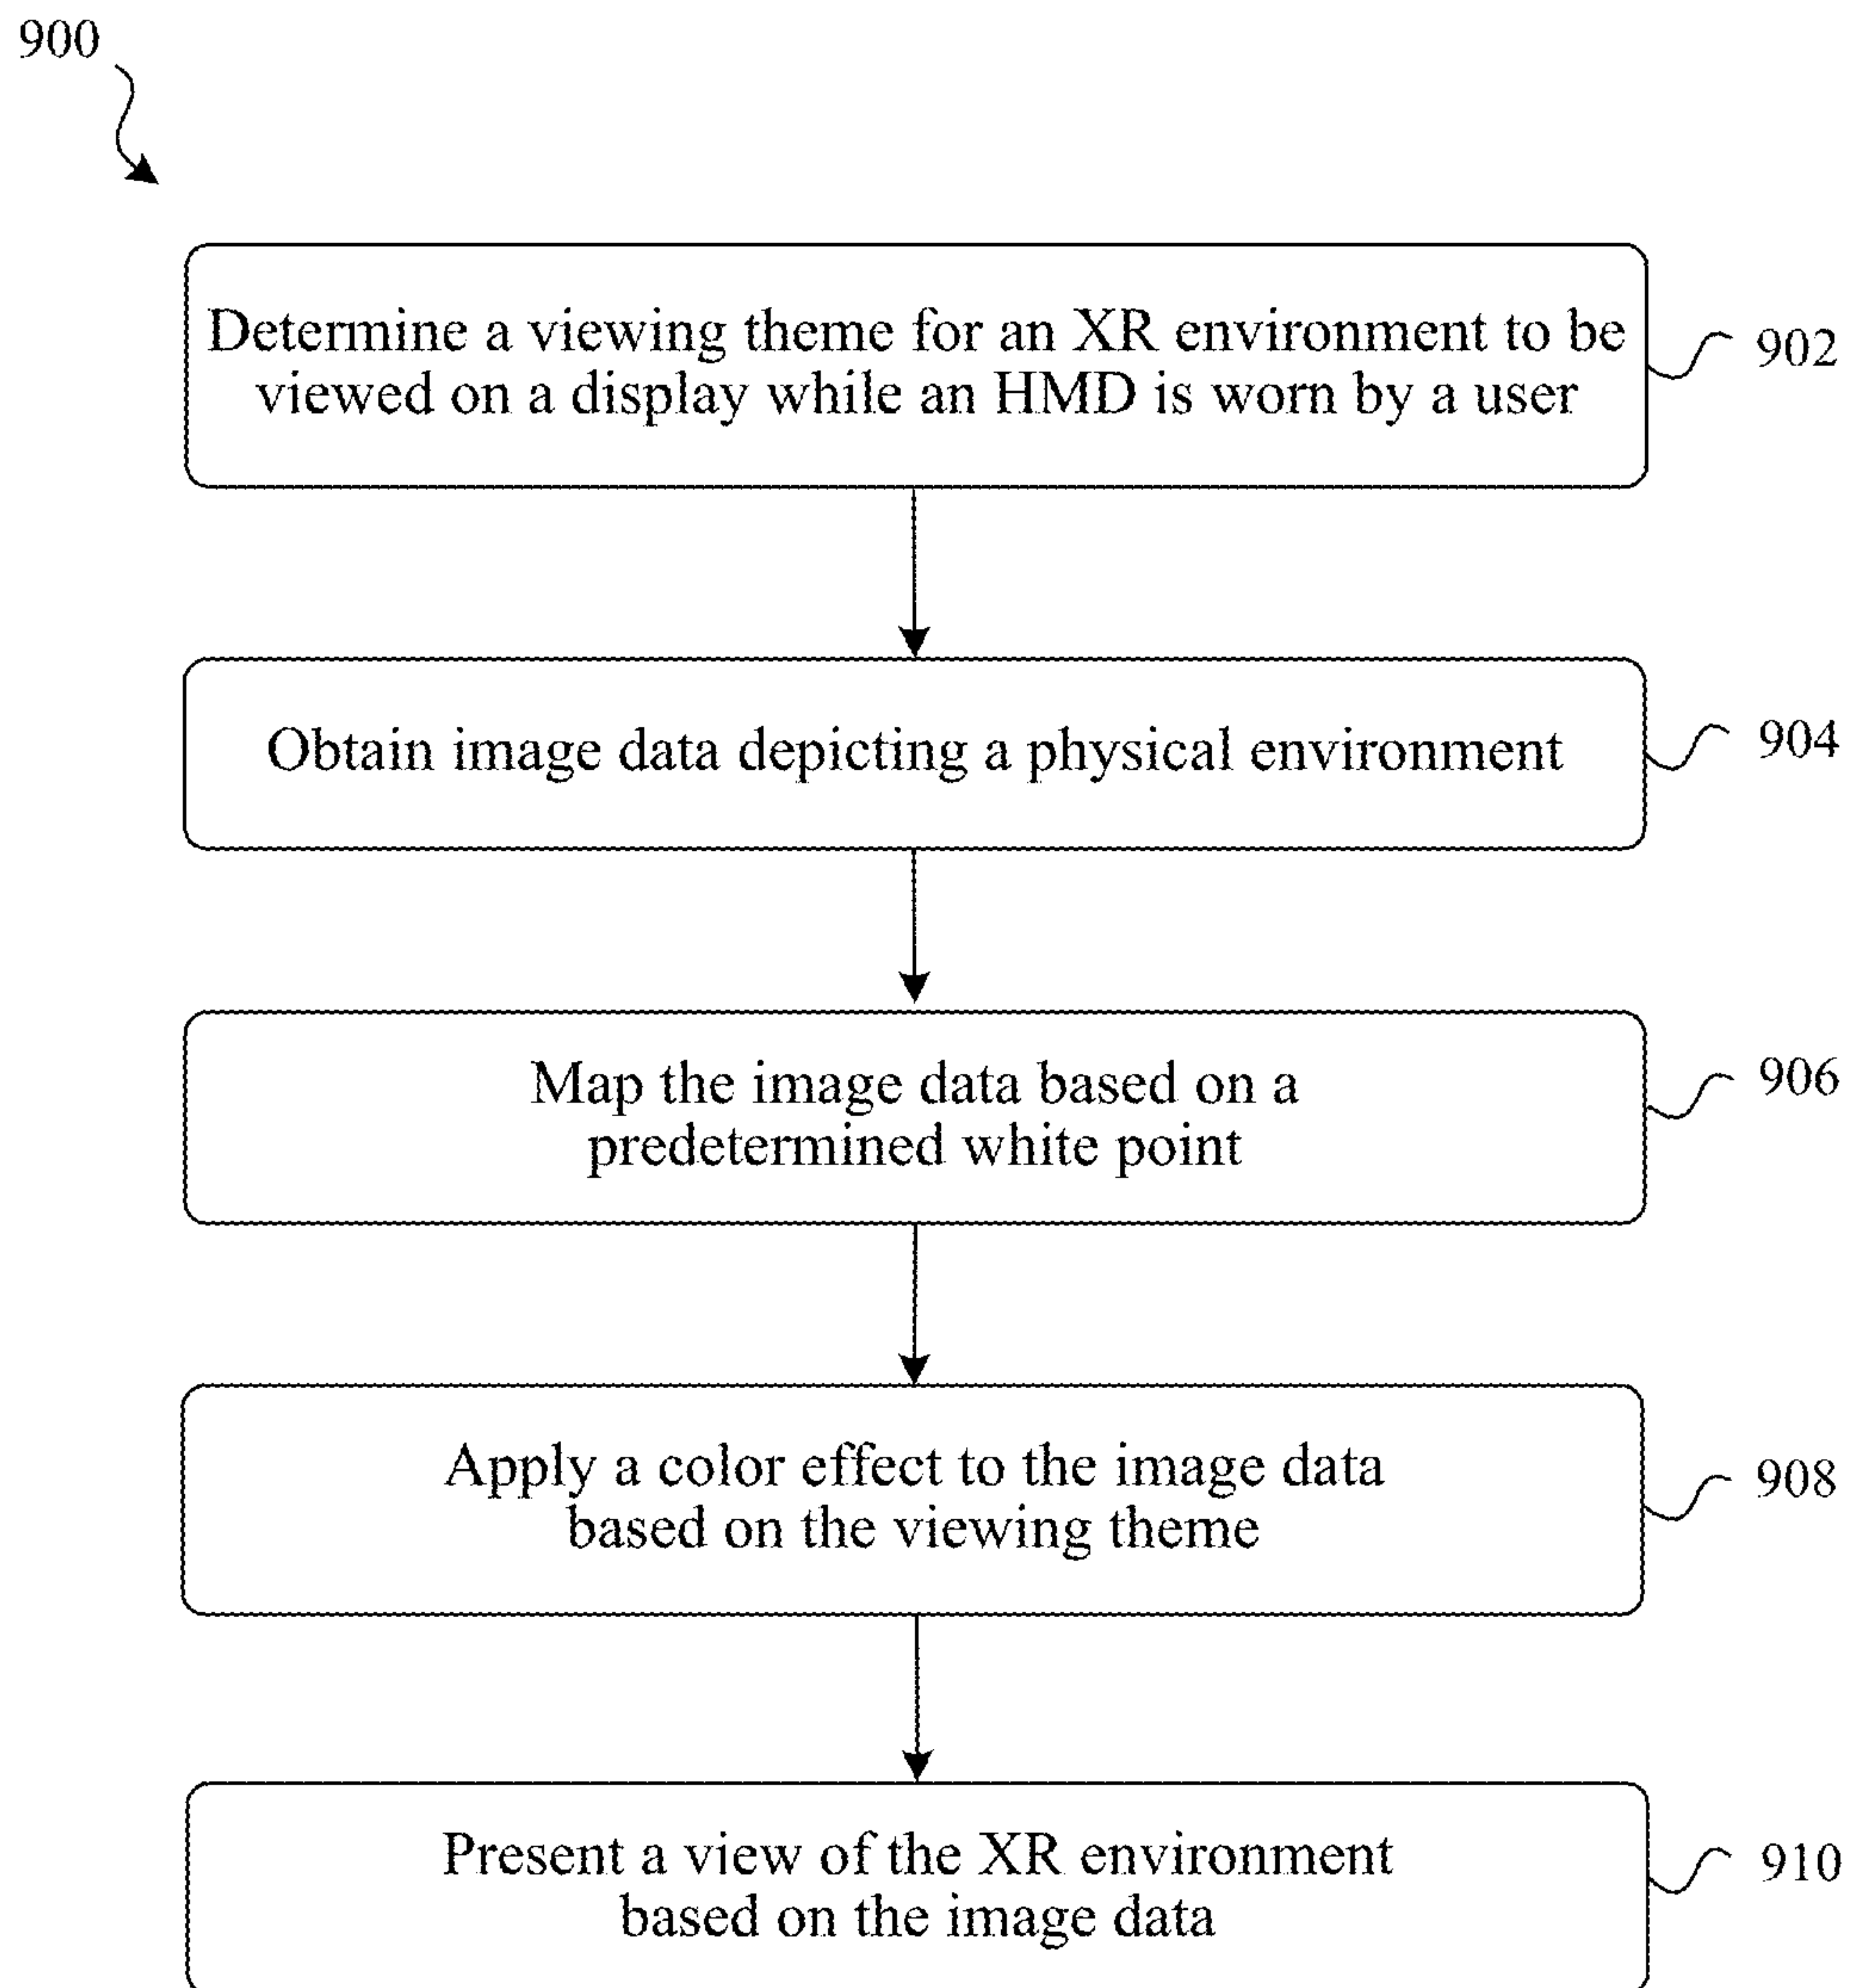 900
Determine a viewing theme for an XR environment to be
viewed on a display while an HMD is worn by a user
902
Obtain image data depicting a physical environment
904
Map the image data based on a
predetermined white point
906
Apply a color effect to the image data
based on the viewing theme
908
Present a view of the XR environment
based on the image data
910